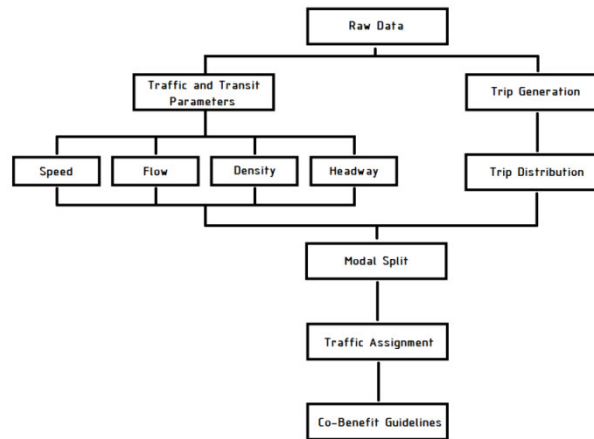 Raw Data
Traffic and Transit
Parameters
Trip Generation
Speed
Flow
Density
Headway
Trip Distribution
Modal Split
Traffic Assignment
Co-Benefit Guidelines